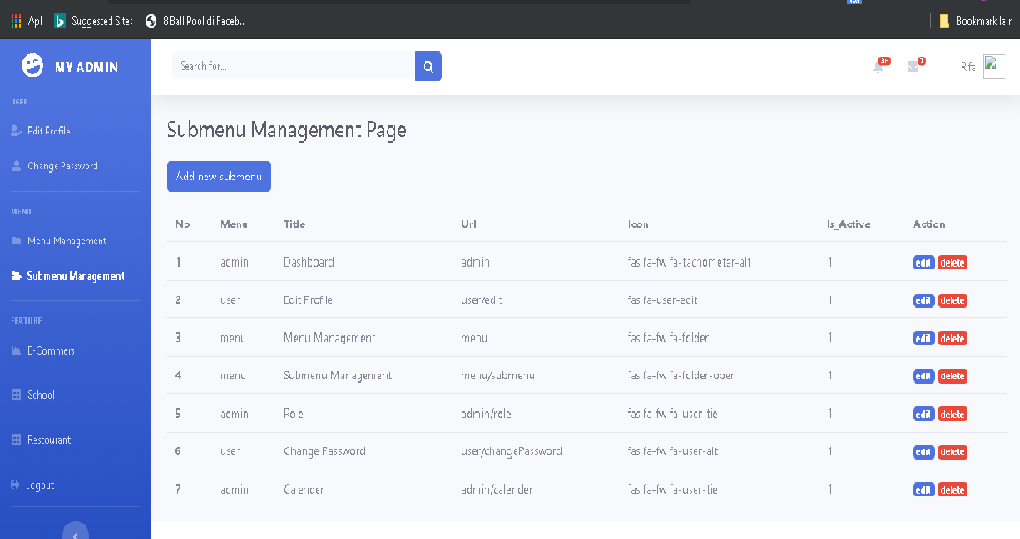 Apl
Suggested Sites
8 Ball Pool di Faceb...
Bookmark lain
MY ADMIN
Search for...
3+
7
Rifa
USER
Edit Profile
Change Password
MENU
Menu Management
Submenu Management
FEATURE
E-Commers
School
Restourant
Logout
Submenu Management Page
Add new submenu
No Menu Title Url Icon Is_Active Action
1 admin Dashboard admin fas fa-fw fa-tachometer-alt 1 edit delete
2 user Edit Profile user/edit fas fa-user-edit 1 edit delete
3 menu Menu Management menu fas fa-fw fa-folder 1 edit delete
4 menu Submenu Management menu/submenu fas fa-fw fa-folder-open 1 edit delete
5 admin Role admin/role fas fa-fw fa-user-tie 1 edit delete
6 user Change Password user/changePassword fas fa-fw fa-user-alt 1 edit delete
7 admin Calender admin/calender fas fa-fw fa-user-tie 1 edit delete